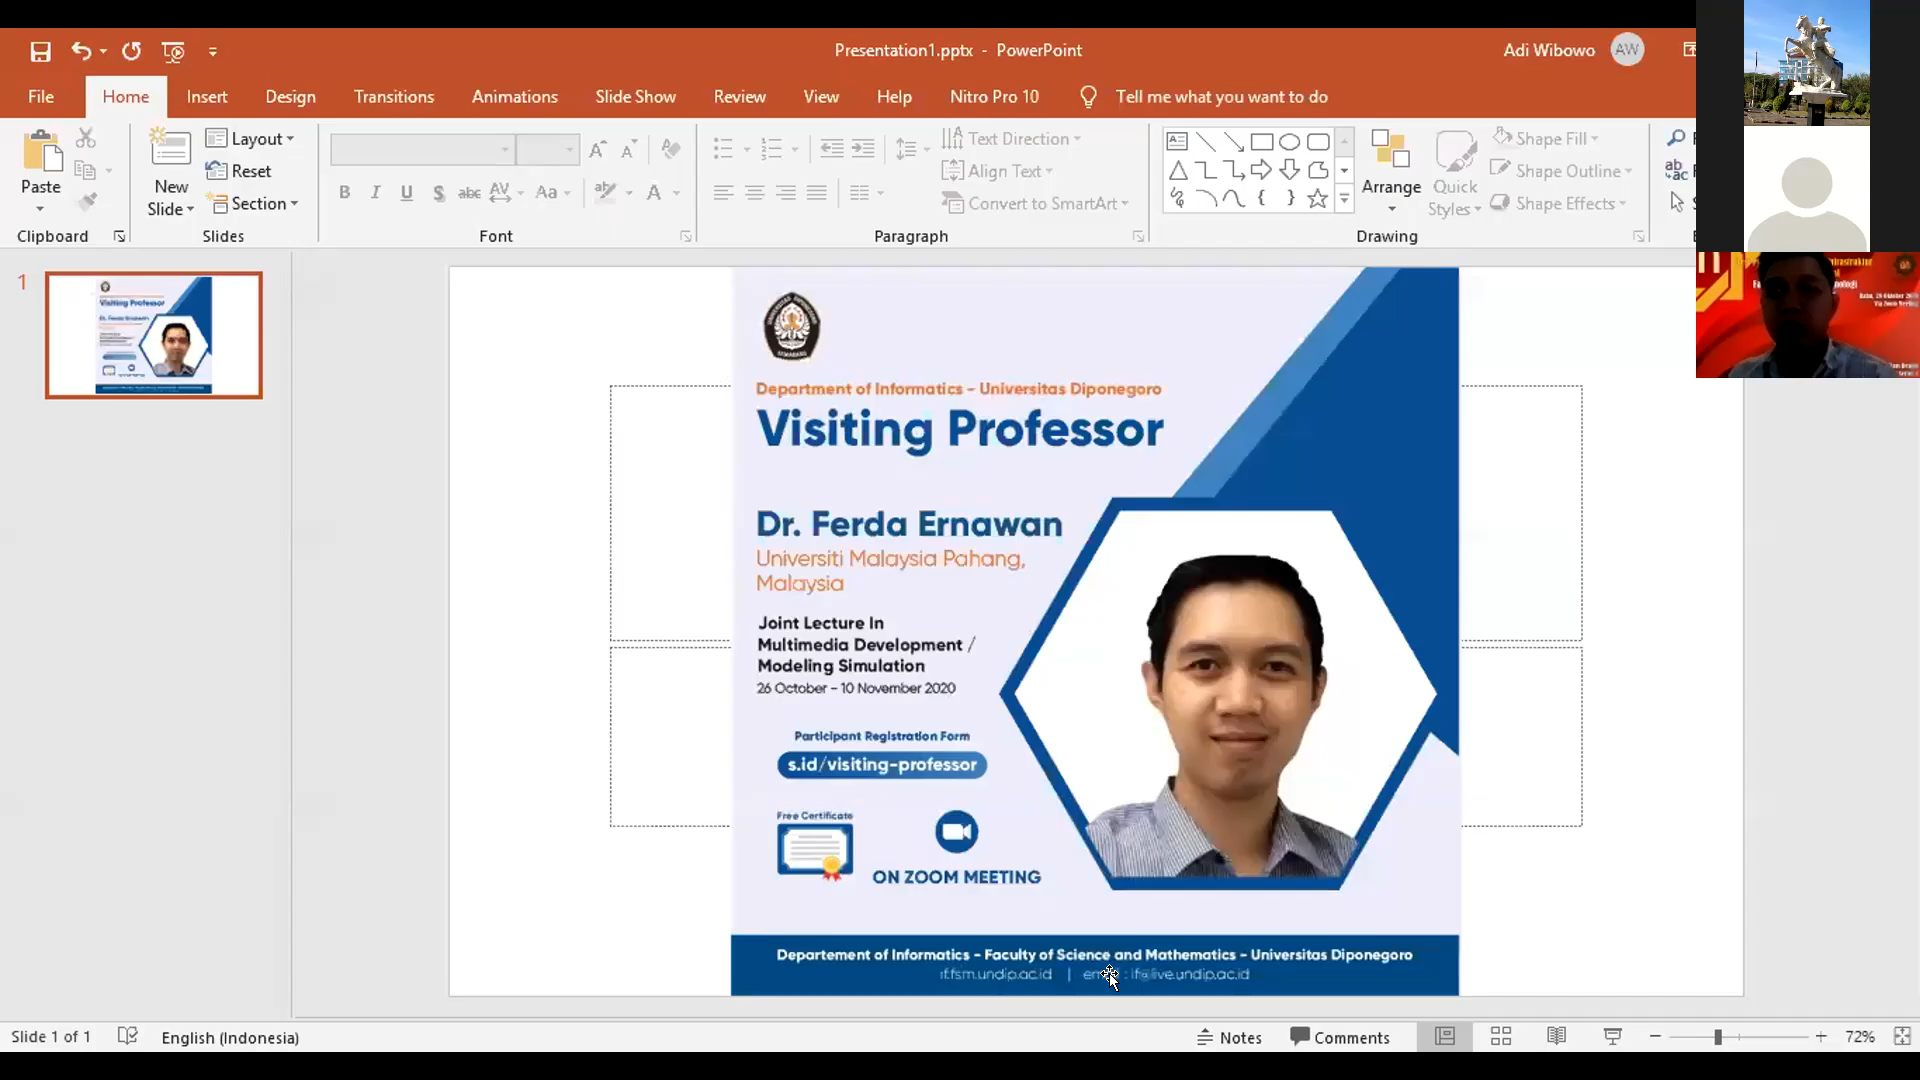 Presentation1.pptx - PowerPoint
Adi Wibowo
AW
File
Home
Insert
Design
Transitions
Animations
Slide Show
Review
View
Help
Nitro Pro 10
Tell me what you want to do
Paste
Clipboard
New
Slide
Layout
Reset
Section
Slides
Font
Text Direction
Align Text
Convert to SmartArt
Paragraph
Arrange
Quick
Styles
Shape Fill
Shape Outline
Shape Effects
Drawing
1
Department of Informatics - Universitas Diponegoro
Visiting Professor
Dr. Ferda Ernawan
Universiti Malaysia Pahang,
Malaysia
Joint Lecture In
Multimedia Development /
Modeling Simulation
26 October - 10 November 2020
Participant Registration Form
s.id/visiting-professor
Free Certificate
ON ZOOM MEETING
Departement of Informatics - Faculty of Science and Mathematics - Universitas Diponegoro
if.fsm.undip.ac.id | : if@live.undip.ac.id
Slide 1 of 1
English (Indonesia)
Notes
Comments
72%